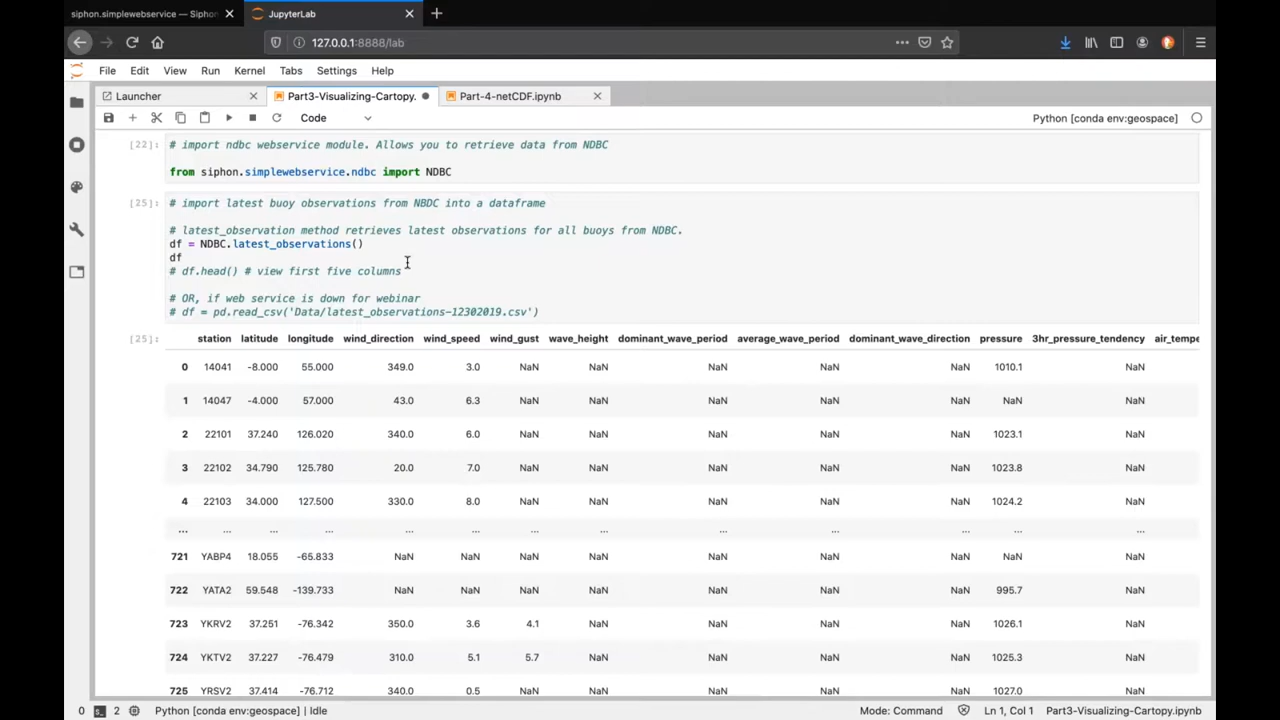 siphon.simplewebservice — Siphon
JupyterLab
127.0.0.1:8888/lab
File Edit View Run Kernel Tabs Settings Help
Launcher
Part3-Visualizing-Cartopy.
Part-4-netCDF.ipynb
Code
Python [conda env:geospace]
[22]: # import ndbc webservice module. Allows you to retrieve data from NDBC
from siphon.simplewebservice.ndbc import NDBC
[25]: # import latest buoy observations from NBDC into a dataframe
# latest_observation method retrieves latest observations for all buoys from NDBC.
df = NDBC.latest_observations()
df
# df.head() # view first five columns
# OR, if web service is down for webinar
# df = pd.read_csv('Data/latest_observations-12302019.csv')
[25]: station latitude longitude wind_direction wind_speed wind_gust wave_height dominant_wave_period average_wave_period dominant_wave_direction pressure 3hr_pressure_tendency air_tempe
0 14041 -8.000 55.000 349.0 3.0 NaN NaN NaN NaN NaN 1010.1 NaN
1 14047 -4.000 57.000 43.0 6.3 NaN NaN NaN NaN NaN NaN NaN
2 22101 37.240 126.020 340.0 6.0 NaN NaN NaN NaN NaN 1023.1 NaN
3 22102 34.790 125.780 20.0 7.0 NaN NaN NaN NaN NaN 1023.8 NaN
4 22103 34.000 127.500 330.0 8.0 NaN NaN NaN NaN NaN 1024.2 NaN
... ... ... ... ... ... ... ... ... ... ... ... ...
721 YABP4 18.055 -65.833 NaN NaN NaN NaN NaN NaN NaN NaN NaN
722 YATA2 59.548 -139.733 NaN NaN NaN NaN NaN NaN NaN 995.7 NaN
723 YKRV2 37.251 -76.342 350.0 3.6 4.1 NaN NaN NaN NaN 1026.1 NaN
724 YKTV2 37.227 -76.479 310.0 5.1 5.7 NaN NaN NaN NaN 1025.3 NaN
725 YRSV2 37.414 -76.712 340.0 0.5 NaN NaN NaN NaN NaN 1027.0 NaN
0 2 Python [conda env:geospace] | Idle Mode: Command Ln 1, Col 1 Part3-Visualizing-Cartopy.ipynb